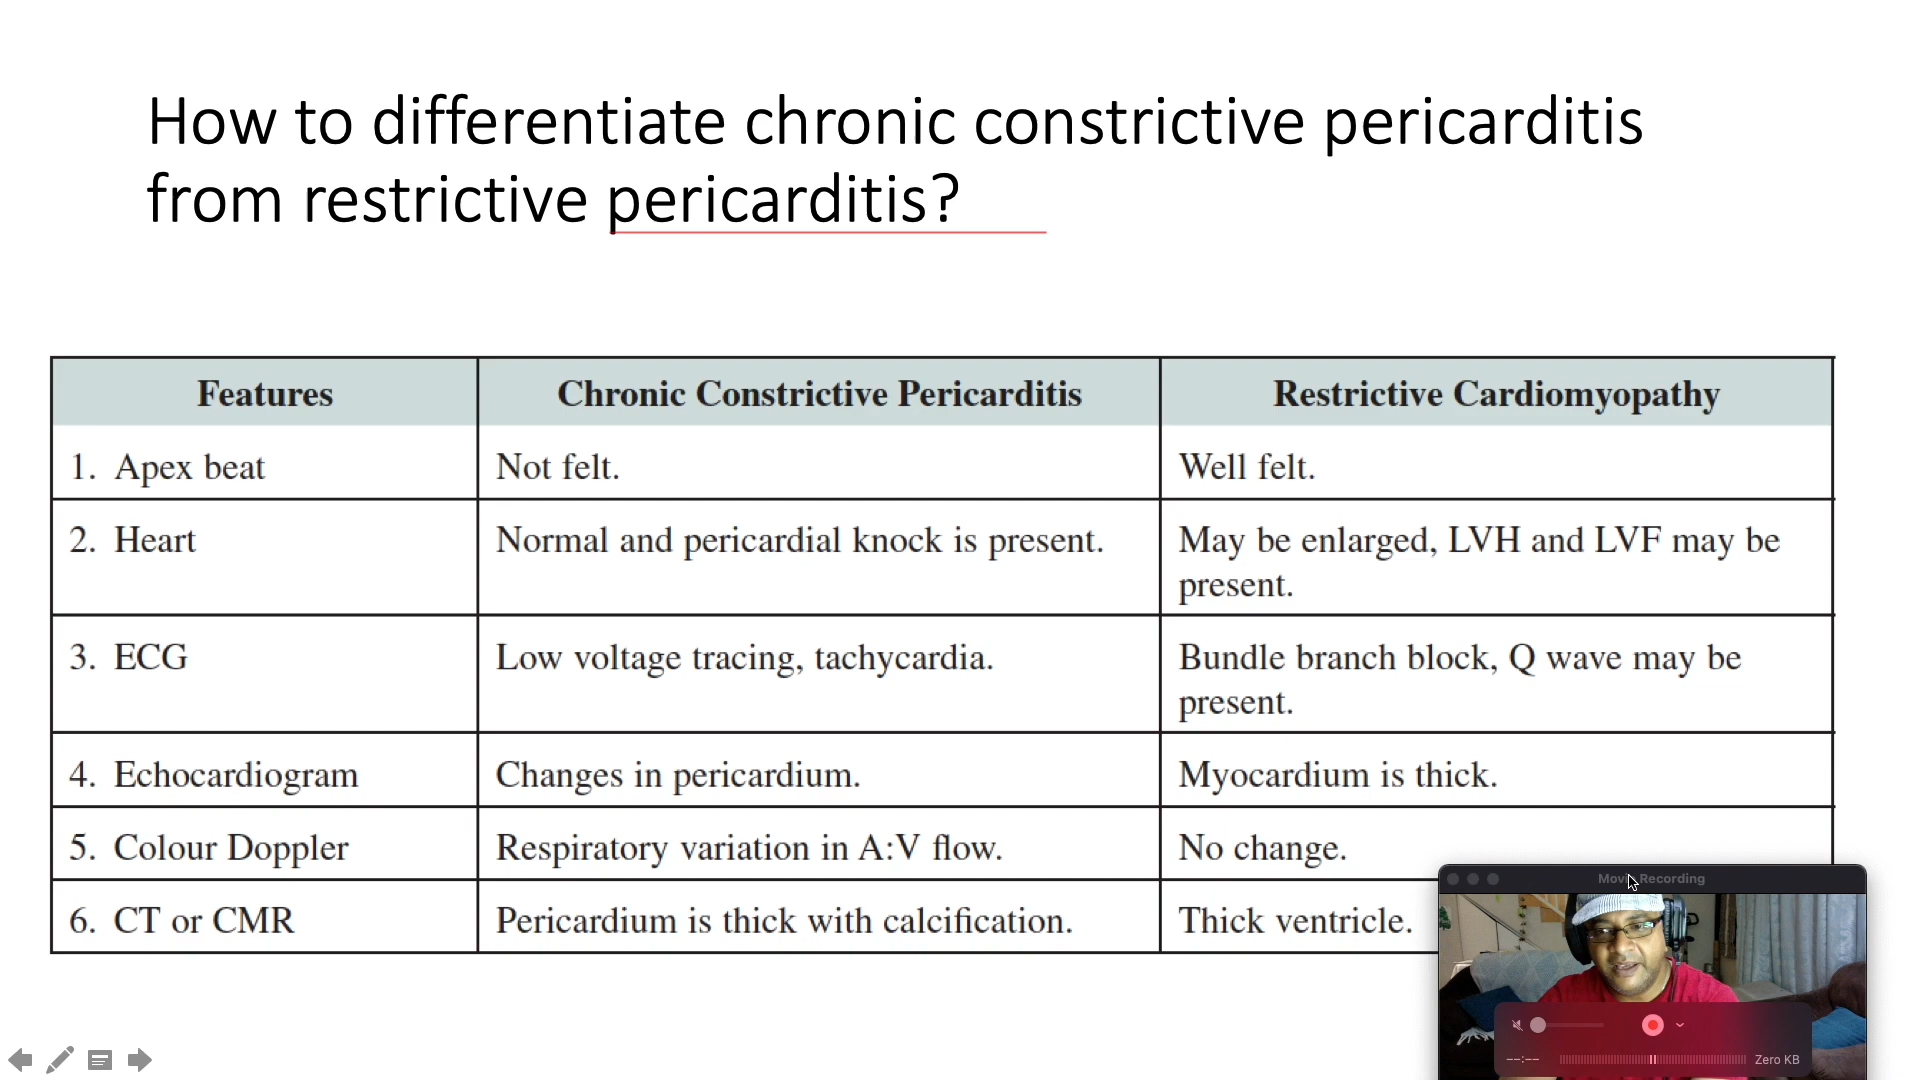 How to differentiate chronic constrictive pericarditis
from restrictive pericarditis?
Features Chronic Constrictive Pericarditis Restrictive Cardiomyopathy
1. Apex beat Not felt. Well felt.
2. Heart Normal and pericardial knock is present. May be enlarged, LVH and LVF may be
present.
3. ECG Low voltage tracing, tachycardia. Bundle branch block, Q wave may be
present.
4. Echocardiogram Changes in pericardium. Myocardium is thick.
5. Colour Doppler Respiratory variation in A:V flow. No change.
6. CT or CMR Pericardium is thick with calcification. Thick ventricle.
Movie Recording
--:-- Zero KB